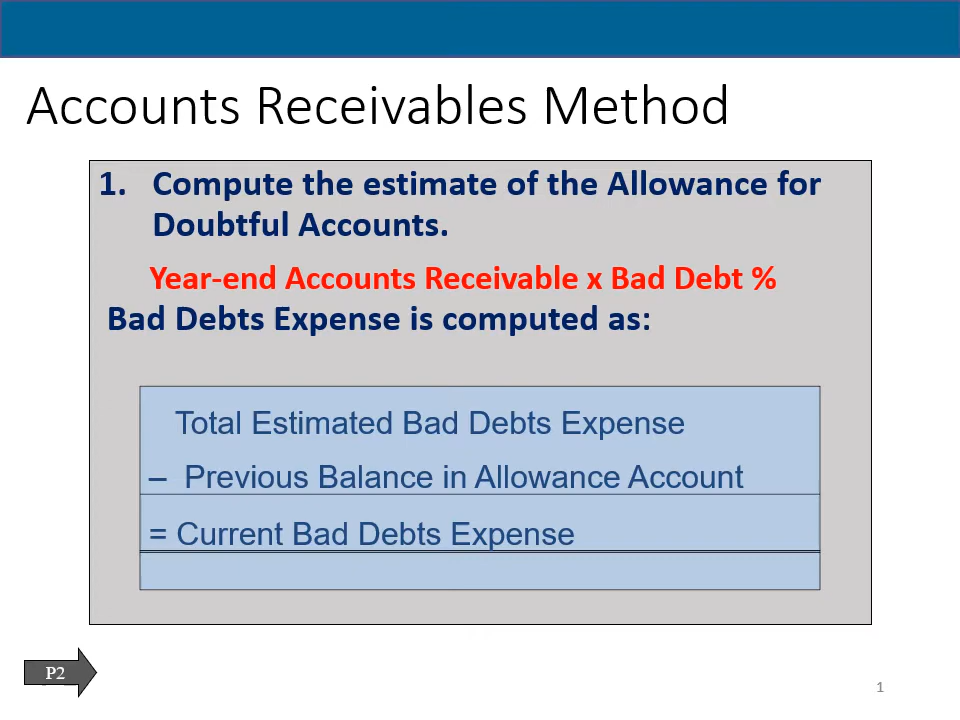 Accounts Receivables Method
1. Compute the estimate of the Allowance for
Doubtful Accounts.
Year-end Accounts Receivable x Bad Debt %
Bad Debts Expense is computed as:
Total Estimated Bad Debts Expense
– Previous Balance in Allowance Account
= Current Bad Debts Expense
P2
1